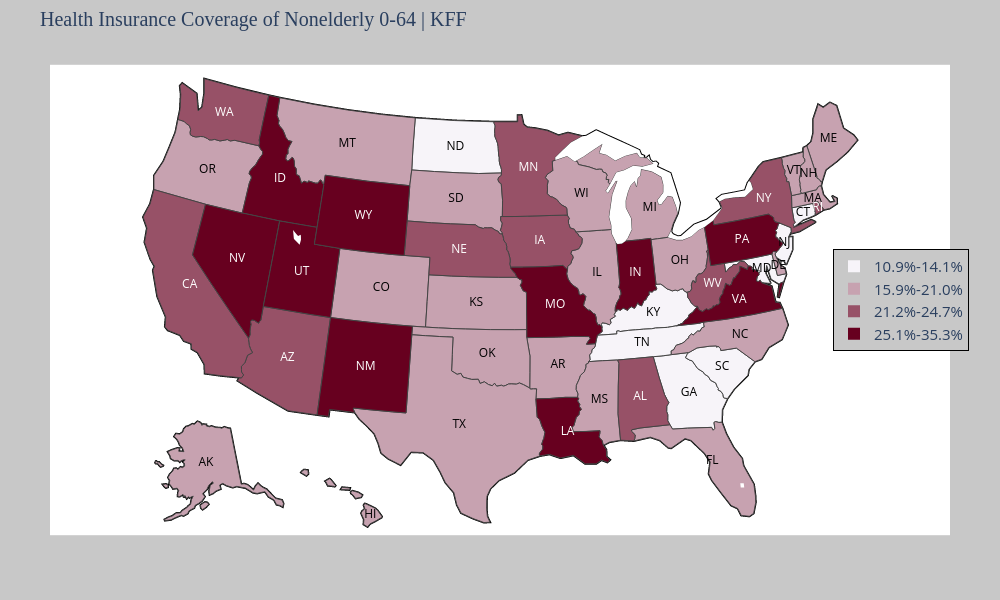 Health Insurance Coverage of Nonelderly 0-64 | KFF
WA
MT
ND
ME
OR
ID
MN
VT
NH
WI
SD
WY
NY
MA
MI
RI
CT
IA
NE
PA
NJ
NV
UT
IL
IN
OH
MD
DE
CA
CO
WV
KS
MO
VA
KY
NC
TN
OK
AZ
NM
AR
SC
GA
AL
MS
TX
LA
FL
AK
HI
10.9%-14.1%
15.9%-21.0%
21.2%-24.7%
25.1%-35.3%